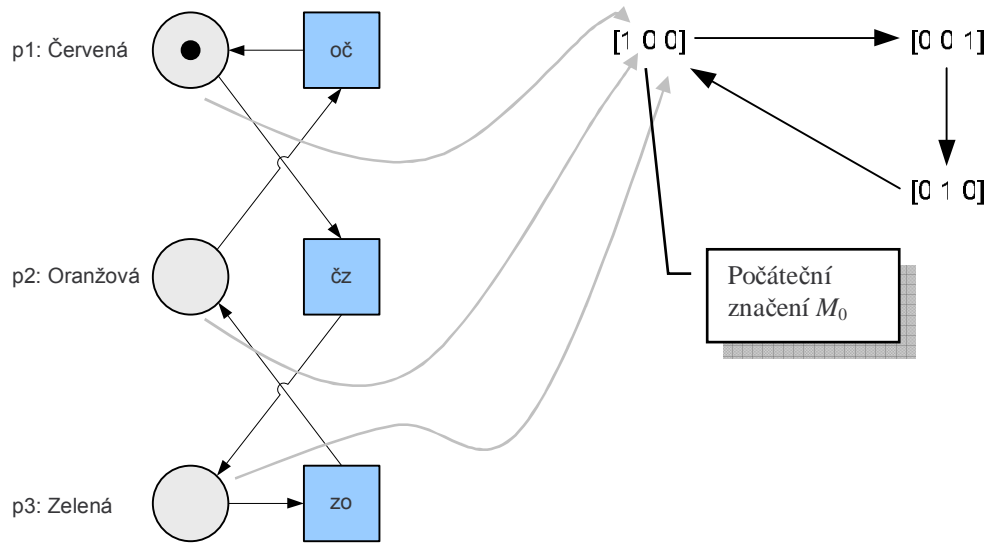 p1: Červená
oč
[1 0 0]
[0 0 1]
[0 1 0]
p2: Oranžová
čz
Počáteční
značení M0
p3: Zelená
zo